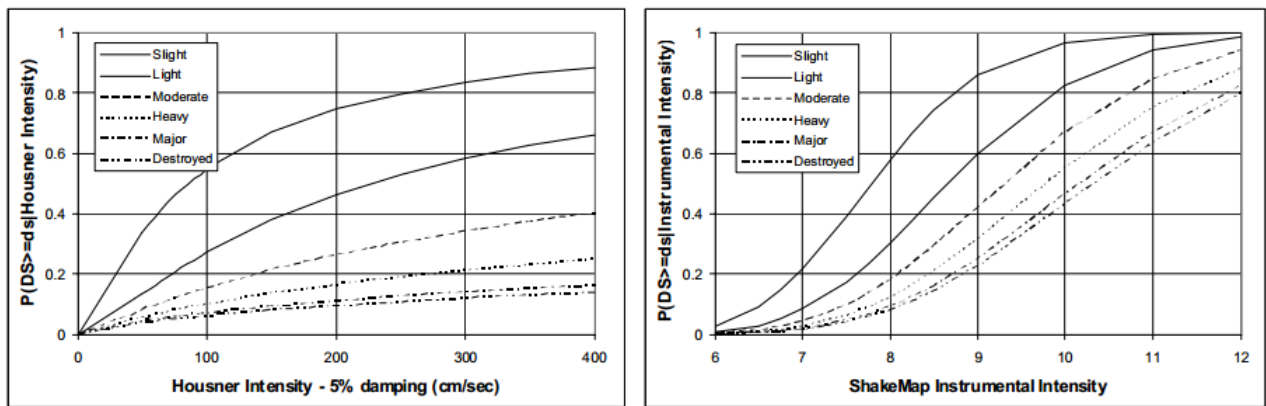 P(DS>=ds|Housner Intensity)
1
0.8
0.6
0.4
0.2
0
Slight
Light
Moderate
Heavy
Major
Destroyed
0 100 200 300 400
Housner Intensity - 5% damping (cm/sec)
P(DS>=ds|Instrumental Intensity)
1
0.8
0.6
0.4
0.2
0
Slight
Light
Moderate
Heavy
Major
Destroyed
6 7 8 9 10 11 12
ShakeMap Instrumental Intensity